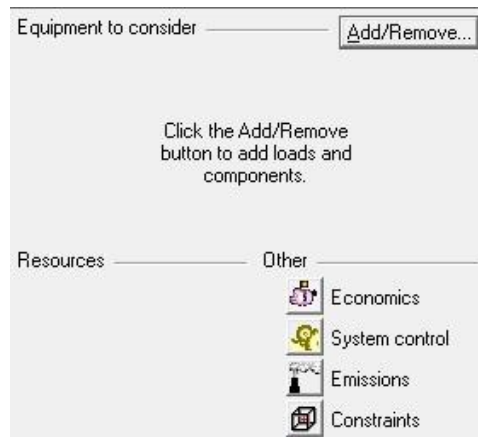 Equipment to consider
Add/Remove...
Click the Add/Remove
button to add loads and
components.
Resources
Other
Economics
System control
Emissions
Constraints